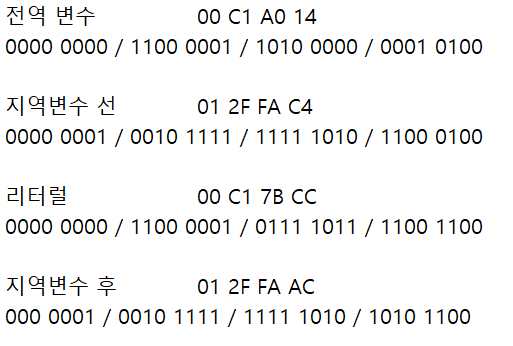 전역 변수 00 C1 A0 14
0000 0000 / 1100 0001 / 1010 0000 / 0001 0100
지역변수 선 01 2F FA C4
0000 0001 / 0010 1111 / 1111 1010 / 1100 0100
리터럴 00 C1 7B CC
0000 0000 / 1100 0001 / 0111 1011 / 1100 1100
지역변수 후 01 2F FA AC
000 0001 / 0010 1111 / 1111 1010 / 1010 1100